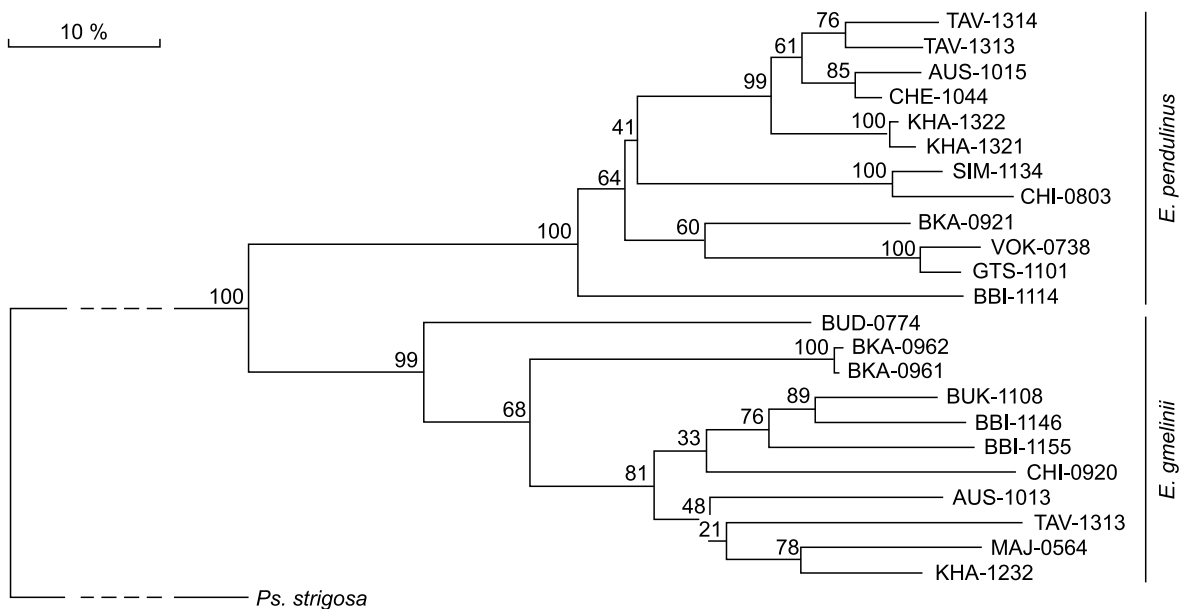 10 %
76
TAV-1314
61
TAV-1313
85
AUS-1015
99
CHE-1044
100
KHA-1322
41
KHA-1321
100
SIM-1134
64
CHI-0803
60
BKA-0921
100
VOK-0738
100
GTS-1101
100
BBI-1114
E. pendulinus
BUD-0774
100
BKA-0962
99
BKA-0961
89
BUK-1108
68
76
BBI-1146
33
BBI-1155
81
CHI-0920
48
AUS-1013
21
TAV-1313
78
MAJ-0564
KHA-1232
E. gmelinii
Ps. strigosa